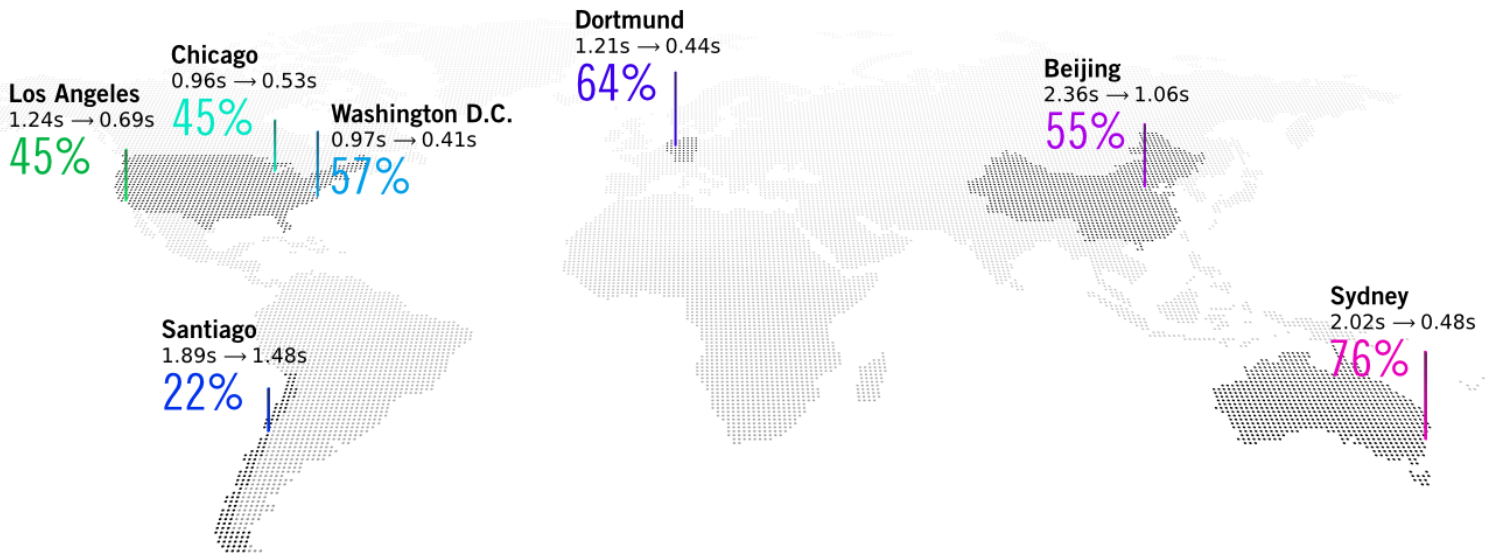 Dortmund
1.21s → 0.44s
64%
Chicago
0.96s → 0.53s
45%
Los Angeles
1.24s → 0.69s
45%
Washington D.C.
0.97s → 0.41s
57%
Beijing
2.36s → 1.06s
55%
Santiago
1.89s → 1.48s
22%
Sydney
2.02s → 0.48s
76%